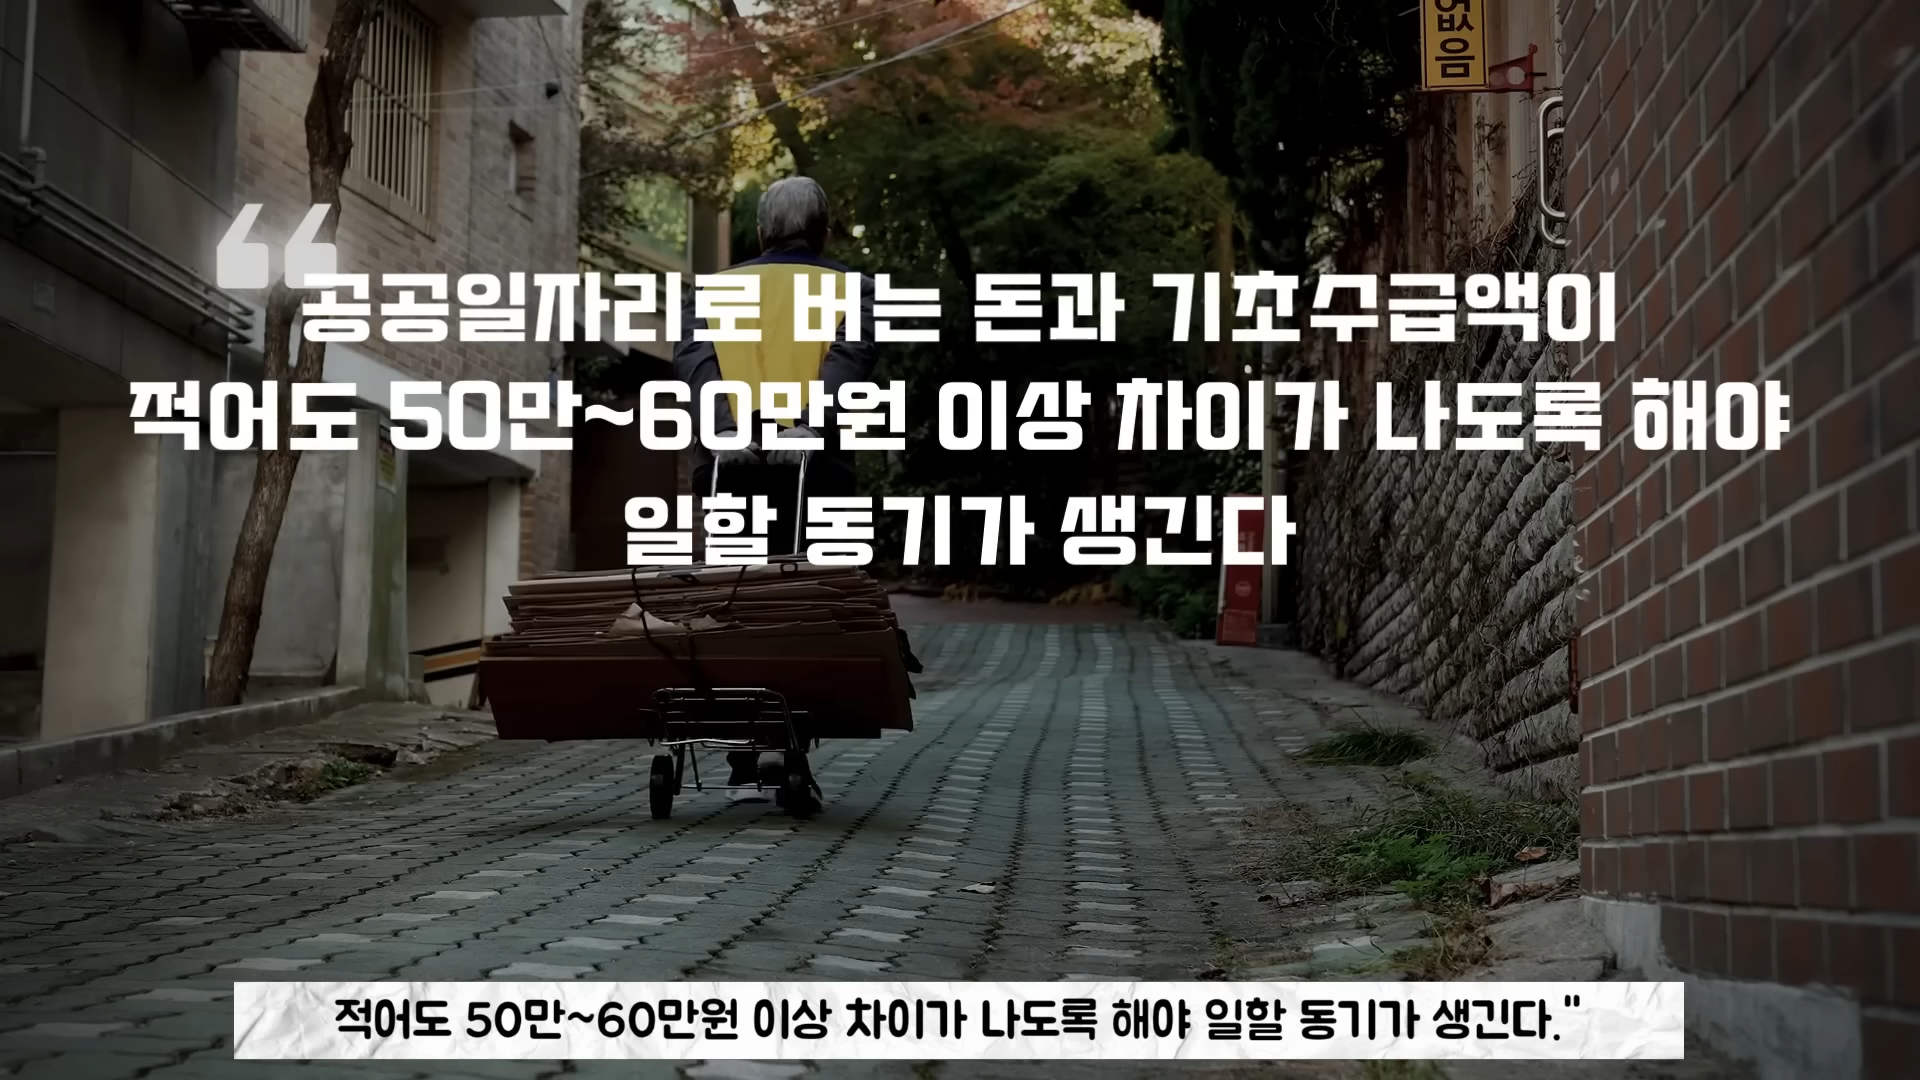 없음
“공공일자리로 버는 돈과 기초수급액이
적어도 50만~60만원 이상 차이가 나도록 해야
일할 동기가 생긴다
적어도 50만~60만원 이상 차이가 나도록 해야 일할 동기가 생긴다."